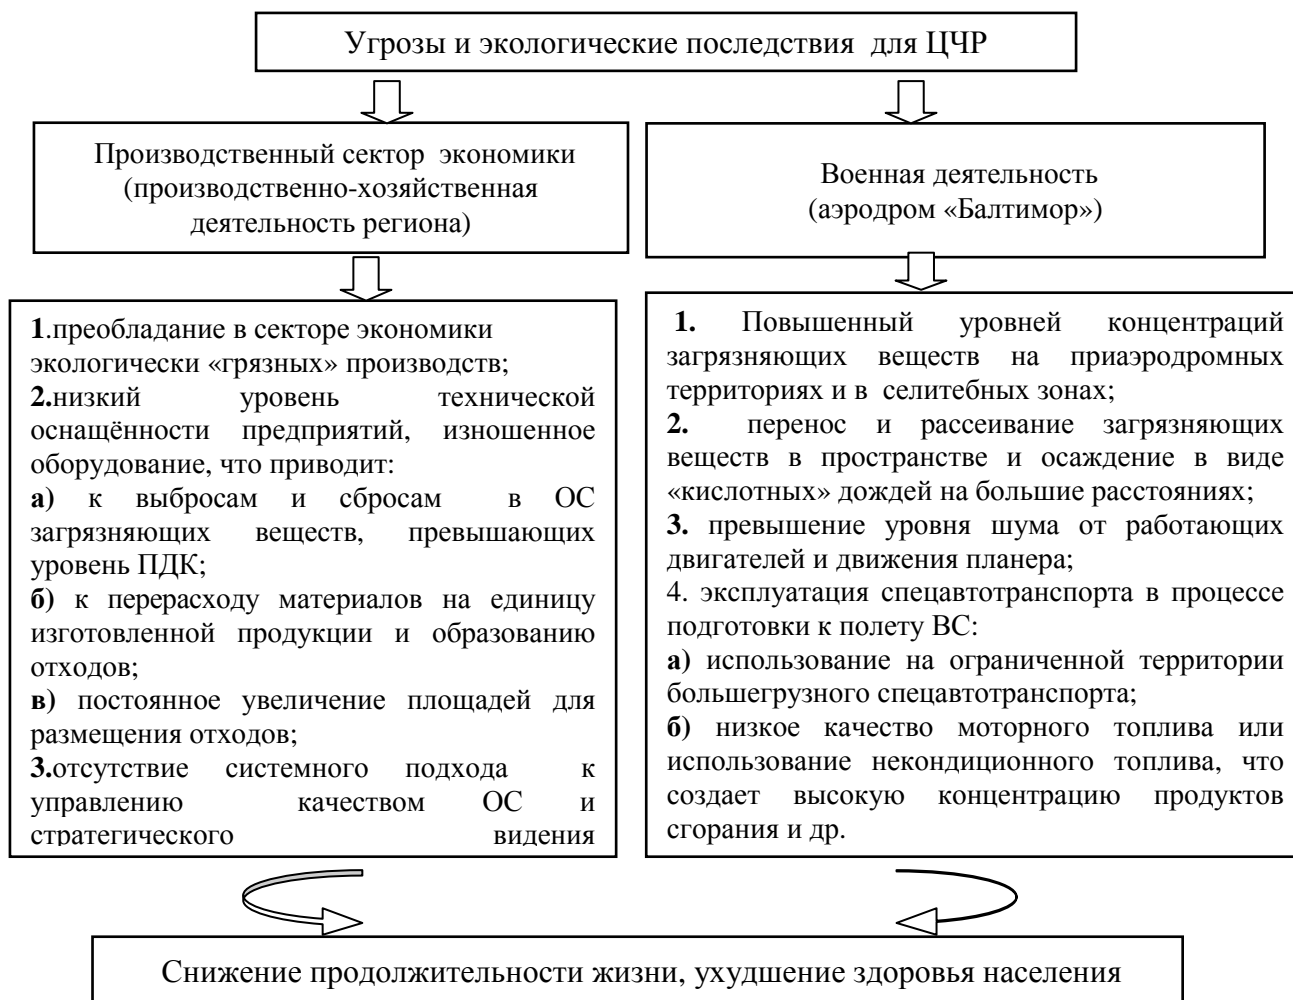 Угрозы и экологические последствия для ЦЧР
Производственный сектор экономики
(производственно-хозяйственная
деятельность региона)
Военная деятельность
(аэродром «Балтимор»)
1.преобладание в секторе экономики
экологически «грязных» производств;
2.низкий уровень технической
оснащённости предприятий, изношенное
оборудование, что приводит:
а) к выбросам и сбросам в ОС
загрязняющих веществ, превышающих
уровень ПДК;
б) к перерасходу материалов на единицу
изготовленной продукции и образованию
отходов;
в) постоянное увеличение площадей для
размещения отходов;
3.отсутствие системного подхода к
управлению качеством ОС и
стратегического видения
1. Повышенный уровней концентраций
загрязняющих веществ на приаэродромных
территориях и в селитебных зонах;
2. перенос и рассеивание загрязняющих
веществ в пространстве и осаждение в виде
«кислотных» дождей на большие расстояниях;
3. превышение уровня шума от работающих
двигателей и движения планера;
4. эксплуатация спецавтотранспорта в процессе
подготовки к полету ВС:
а) использование на ограниченной территории
большегрузного спецавтотранспорта;
б) низкое качество моторного топлива или
использование некондиционного топлива, что
создает высокую концентрацию продуктов
сгорания и др.
Снижение продолжительности жизни, ухудшение здоровья населения